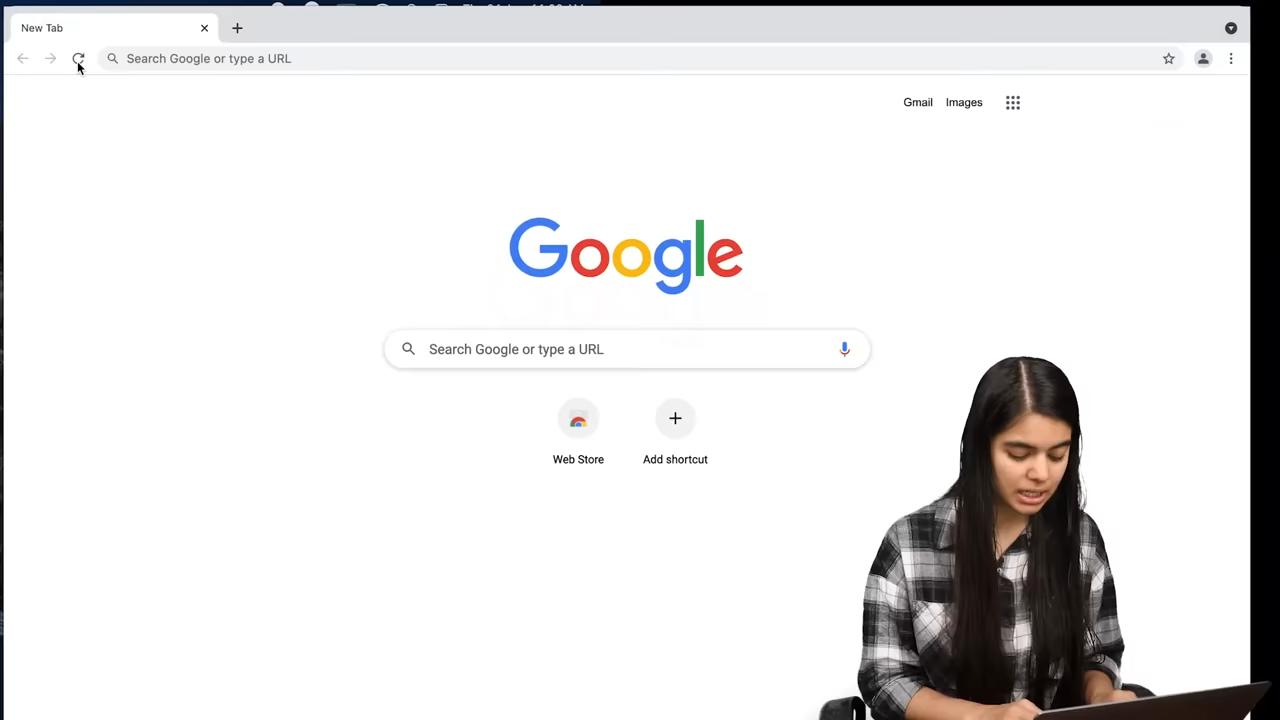 New Tab
Search Google or type a URL
Gmail Images
Google
Search Google or type a URL
Web Store Add shortcut